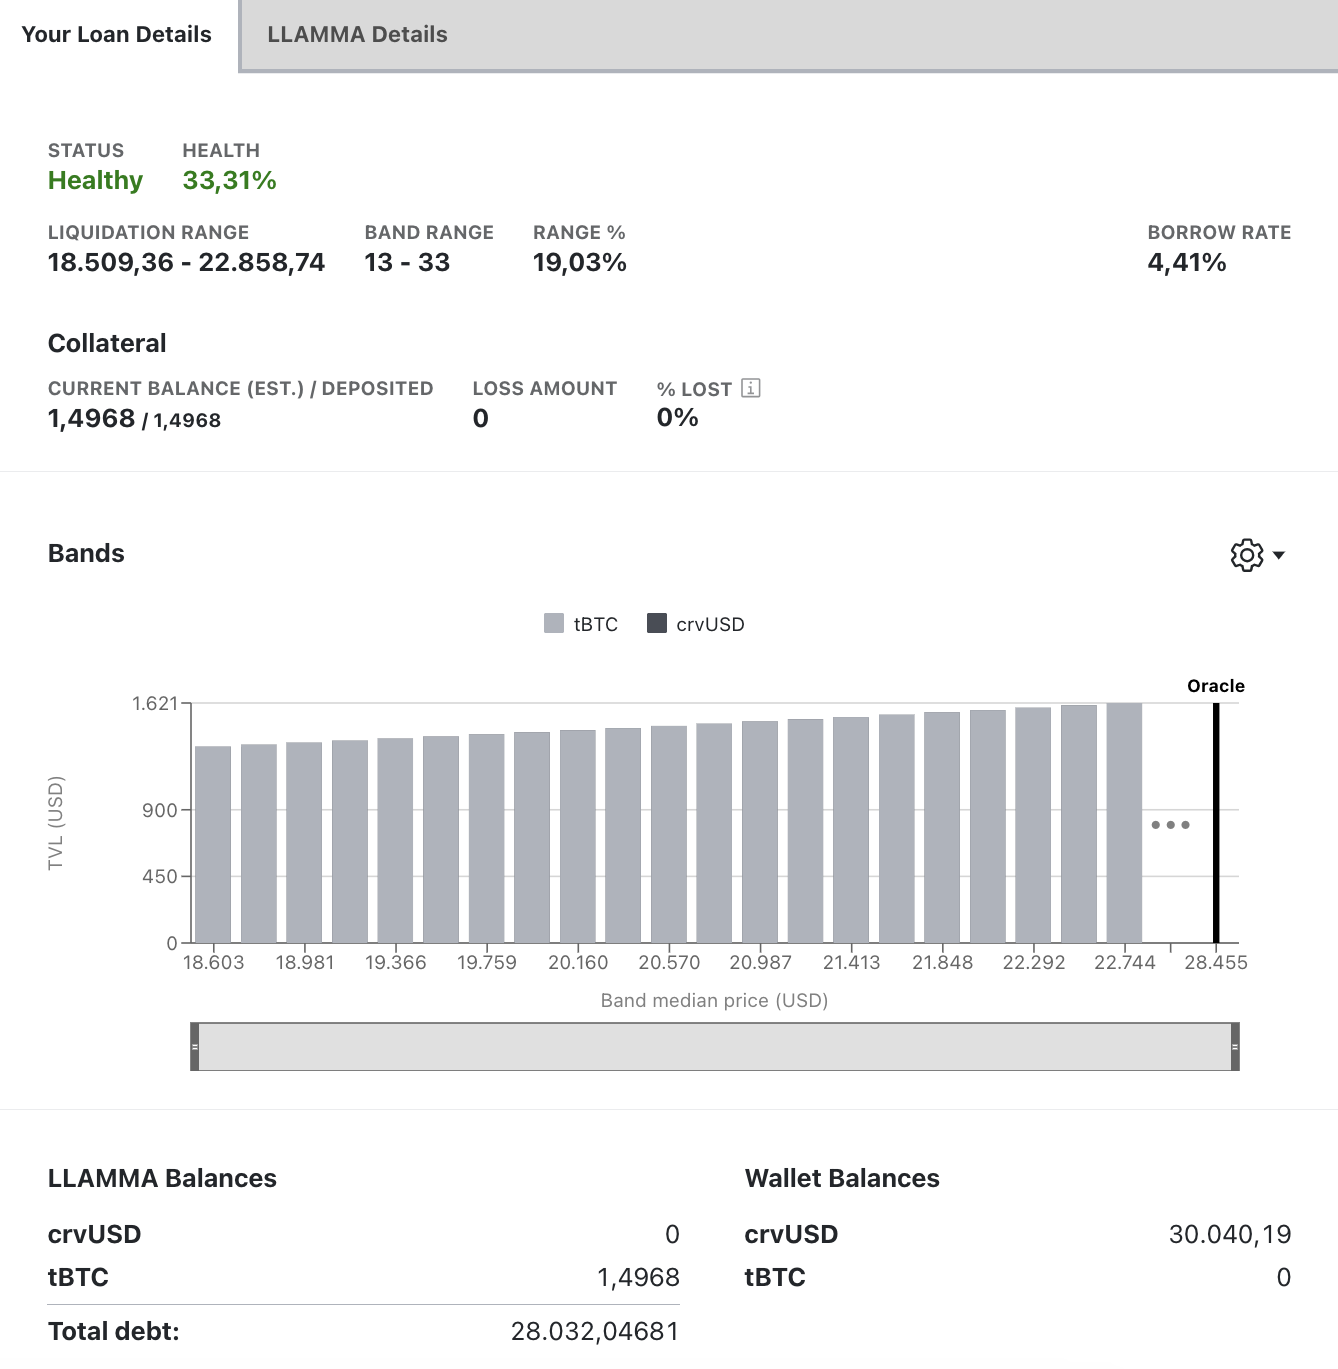 Your Loan Details
LLAMMA Details
STATUS
Healthy
HEALTH
33,31%
LIQUIDATION RANGE
18.509,36 - 22.858,74
BAND RANGE
13 - 33
RANGE %
19,03%
BORROW RATE
4,41%
Collateral
CURRENT BALANCE (EST.) / DEPOSITED
1,4968 / 1,4968
LOSS AMOUNT
0
% LOST
0%
Bands
tBTC
crvUSD
Oracle
1.621
900
450
0
TVL (USD)
18.603
18.981
19.366
19.759
20.160
20.570
20.987
21.413
21.848
22.292
22.744
28.455
Band median price (USD)
LLAMMA Balances
crvUSD 0
tBTC 1,4968
Total debt: 28.032,04681
Wallet Balances
crvUSD 30.040,19
tBTC 0